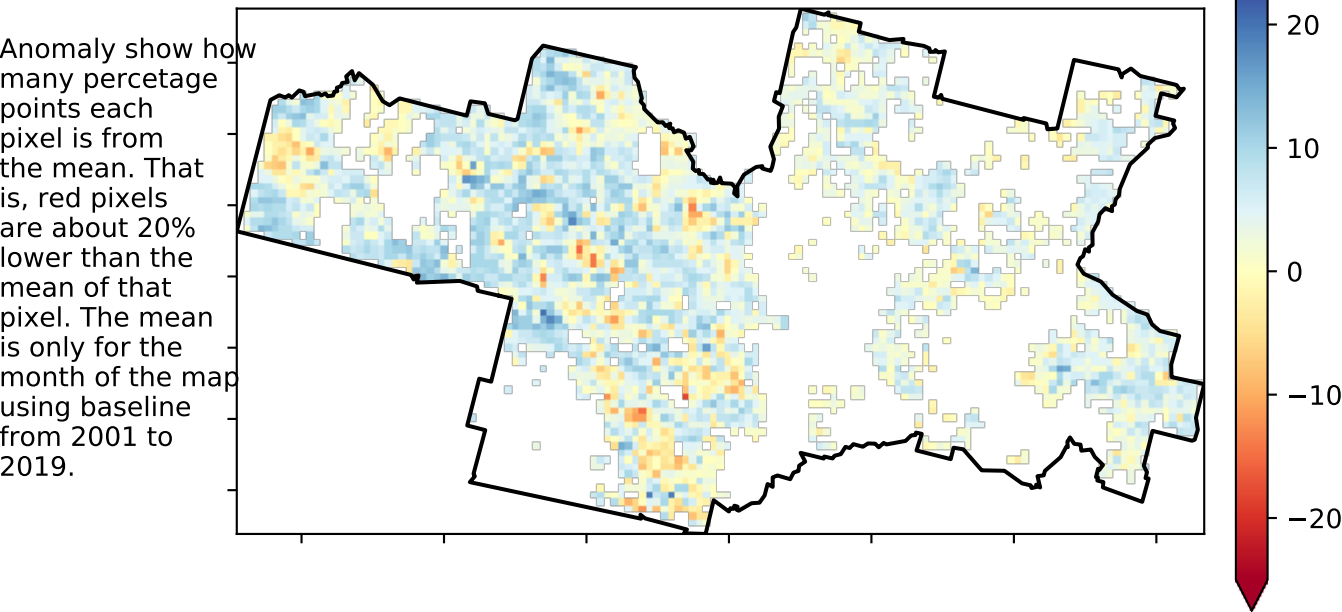 Anomaly show how
many percetage
points each
pixel is from
the mean. That
is, red pixels
are about 20%
lower than the
mean of that
pixel. The mean
is only for the
month of the map
using baseline
from 2001 to
2019.
20
10
0
−10
−20